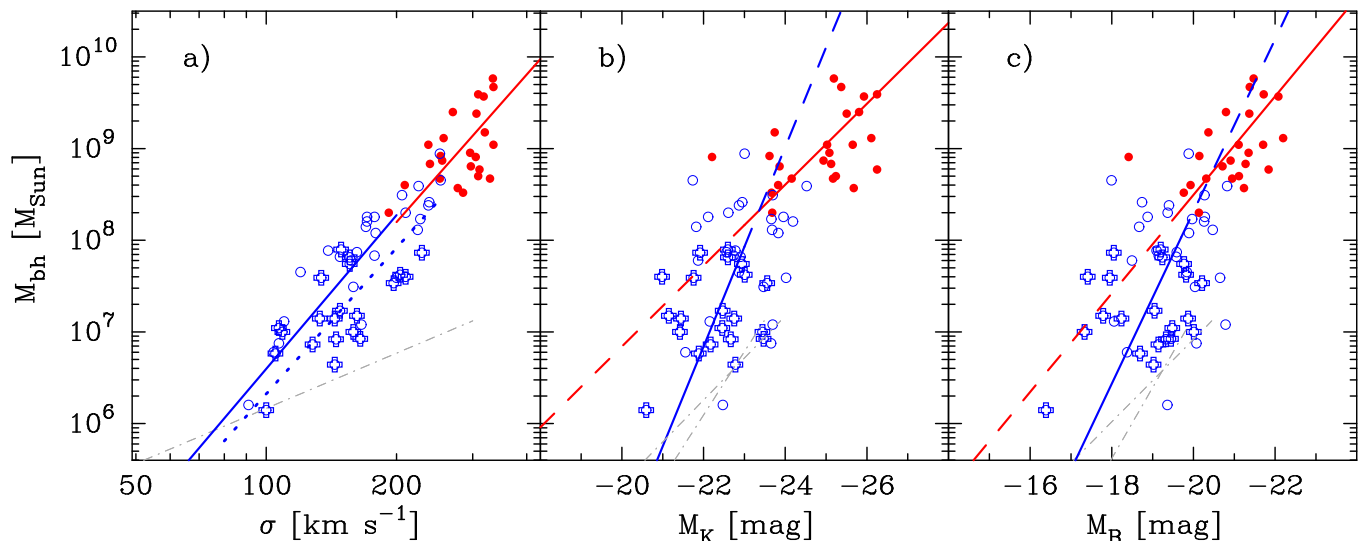 a) b) c)
10^10
10^9
10^8
10^7
10^6
M_bh [M_Sun]
50 100 200 −20 −22 −24 −26 −16 −18 −20 −22
σ [km s^−1] M_K [mag] M_B [mag]